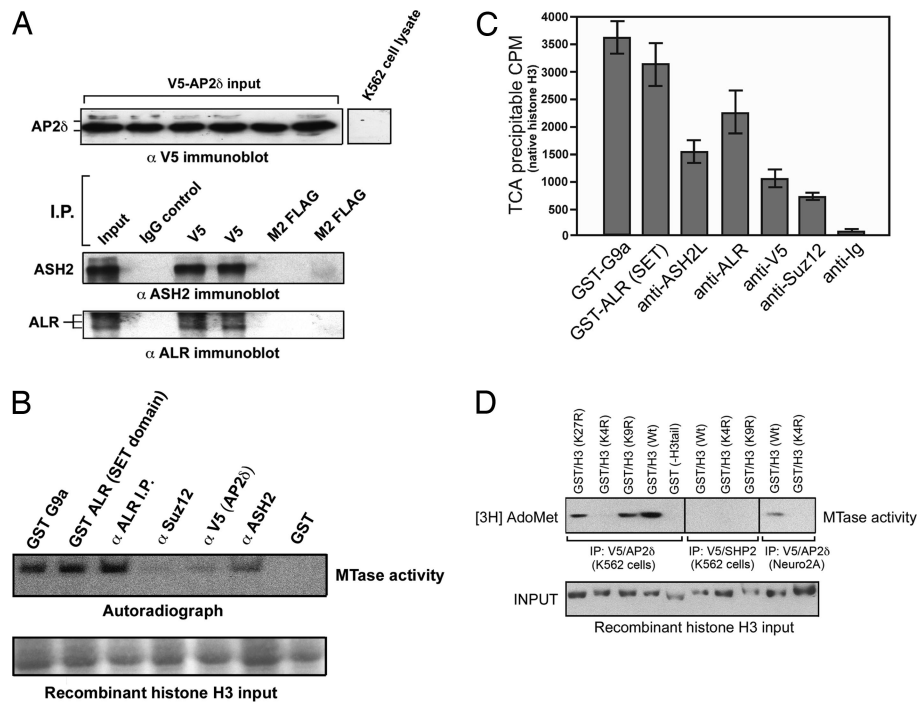 A
V5-AP2δ input
K562 cell lysate
AP2δ
α V5 immunoblot
I.P.
Input
IgG control
V5
V5
M2 FLAG
M2 FLAG
ASH2
α ASH2 immunoblot
ALR
α ALR immunoblot
B
GST G9a
GST ALR (SET domain)
α ALR I.P.
α Suz12
α V5 (AP2δ)
α ASH2
GST
MTase activity
Autoradiograph
Recombinant histone H3 input
C
TCA precipitable CPM
(native histone H3)
4000
3500
3000
2500
2000
1500
1000
500
0
GST-G9a
GST-ALR (SET)
anti-ASH2L
anti-ALR
anti-V5
anti-Suz12
anti-Ig
D
GST/H3 (K27R)
GST/H3 (K4R)
GST/H3 (K9R)
GST/H3 (Wt)
GST (-H3tail)
GST/H3 (Wt)
GST/H3 (K4R)
GST/H3 (K9R)
GST/H3 (Wt)
GST/H3 (K4R)
[3H] AdoMet
MTase activity
IP: V5/AP2δ
(K562 cells)
IP: V5/SHP2
(K562 cells)
IP: V5/AP2δ
(Neuro2A)
INPUT
Recombinant histone H3 input